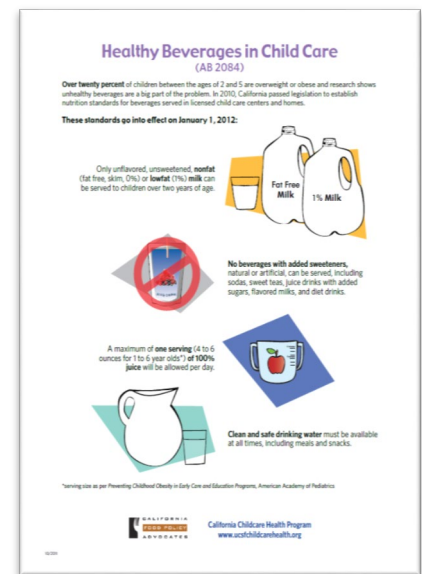 Healthy Beverages in Child Care
(AB 2084)
Over twenty percent of children between the ages of 2 and 5 are overweight or obese and research shows
unhealthy beverages are a big part of the problem. In 2010, California passed legislation to establish
nutrition standards for beverages served in licensed child care centers and homes.
These standards go into effect on January 1, 2012:
Only unflavored, unsweetened, nonfat
(fat free, skim, 0%) or lowfat (1%) milk can
be served to children over two years of age.
Fat Free
Milk
1% Milk
No beverages with added sweeteners,
natural or artificial, can be served, including
sodas, sweet teas, juice drinks with added
sugars, flavored milks, and diet drinks.
A maximum of one serving (4 to 6
ounces for 1 to 6 year olds*) of 100%
juice will be allowed per day.
Clean and safe drinking water must be available
at all times, including meals and snacks.
*serving size as per Preventing Childhood Obesity in Early Care and Education Programs, American Academy of Pediatrics
CALIFORNIA
FOOD POLICY
ADVOCATES
California Childcare Health Program
www.ucsfchildcarehealth.org